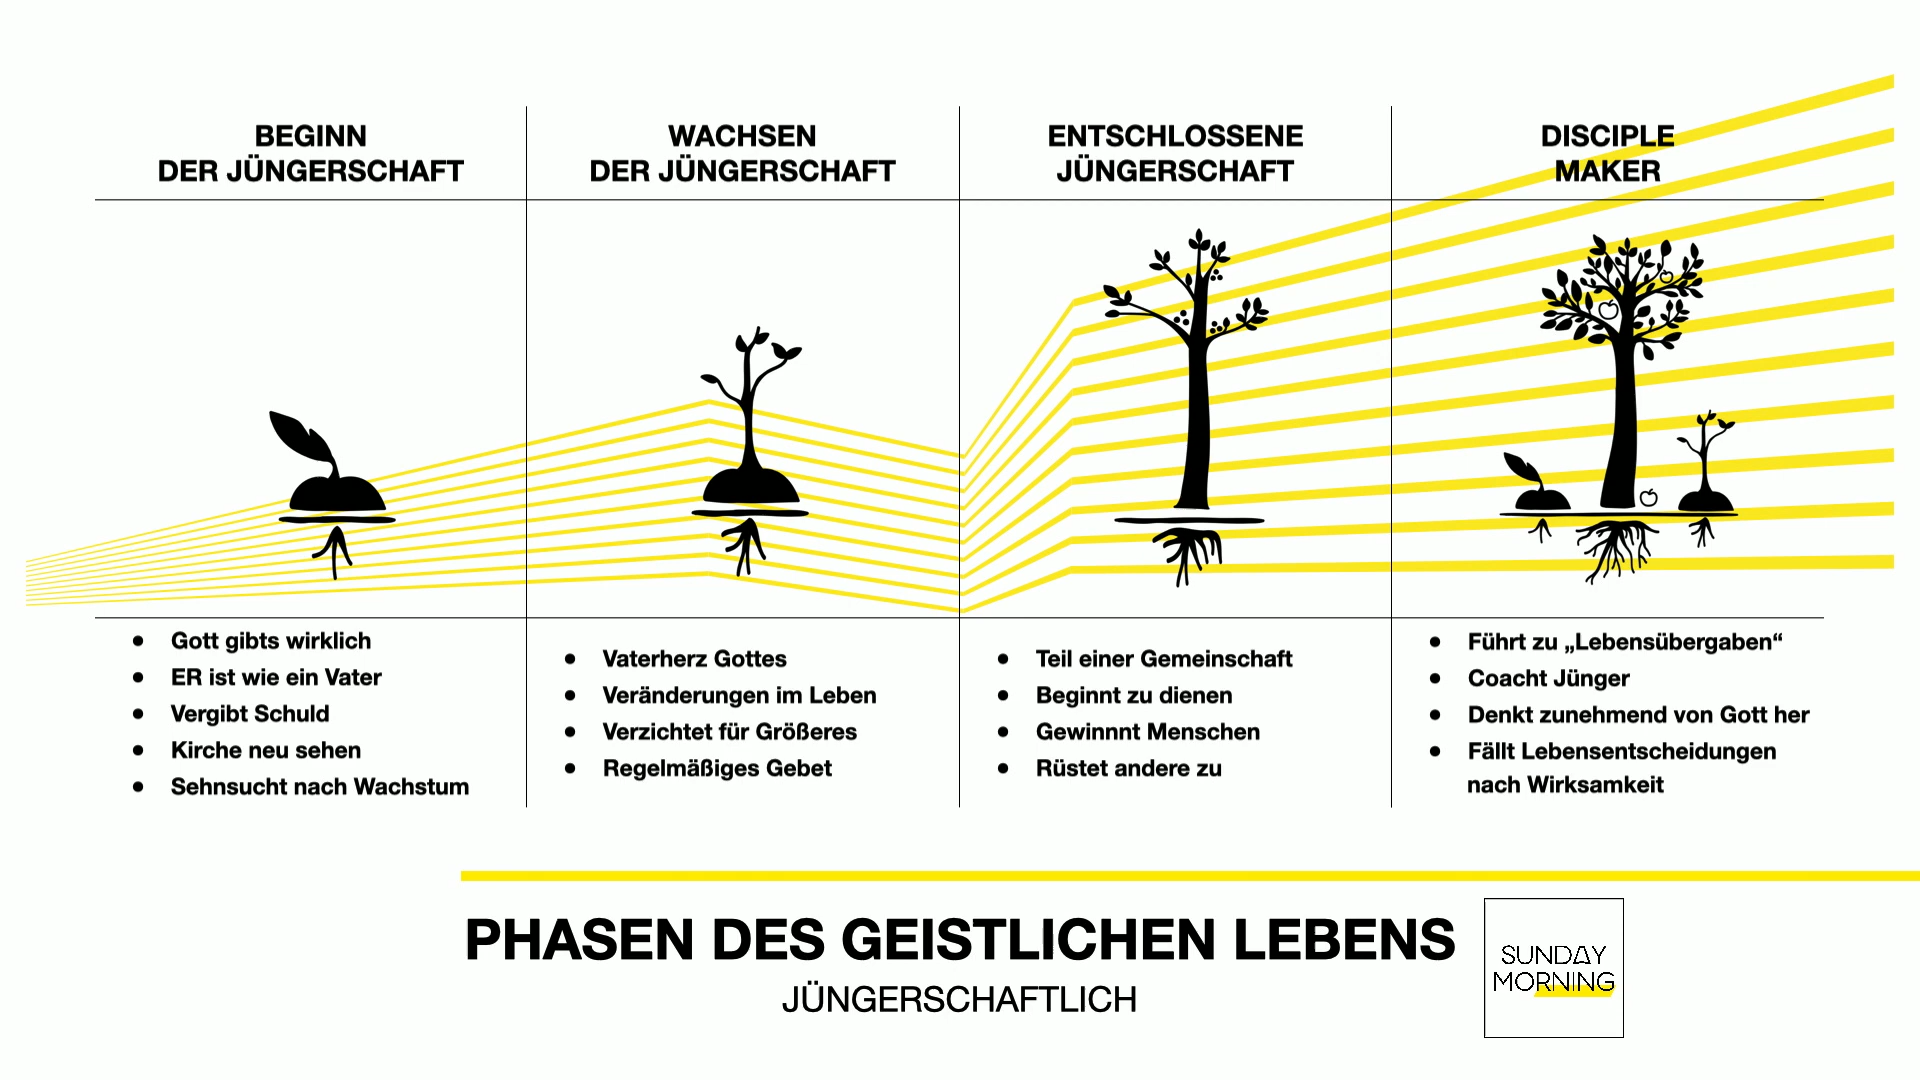 BEGINN
DER JÜNGERSCHAFT
WACHSEN
DER JÜNGERSCHAFT
ENTSCHLOSSENE
JÜNGERSCHAFT
DISCIPLE
MAKER
• Gott gibts wirklich
• ER ist wie ein Vater
• Vergibt Schuld
• Kirche neu sehen
• Sehnsucht nach Wachstum
• Vaterherz Gottes
• Veränderungen im Leben
• Verzichtet für Größeres
• Regelmäßiges Gebet
• Teil einer Gemeinschaft
• Beginnt zu dienen
• Gewinnnt Menschen
• Rüstet andere zu
• Führt zu „Lebensübergaben“
• Coacht Jünger
• Denkt zunehmend von Gott her
• Fällt Lebensentscheidungen
nach Wirksamkeit
PHASEN DES GEISTLICHEN LEBENS
JÜNGERSCHAFTLICH
SUNDAY
MORNING